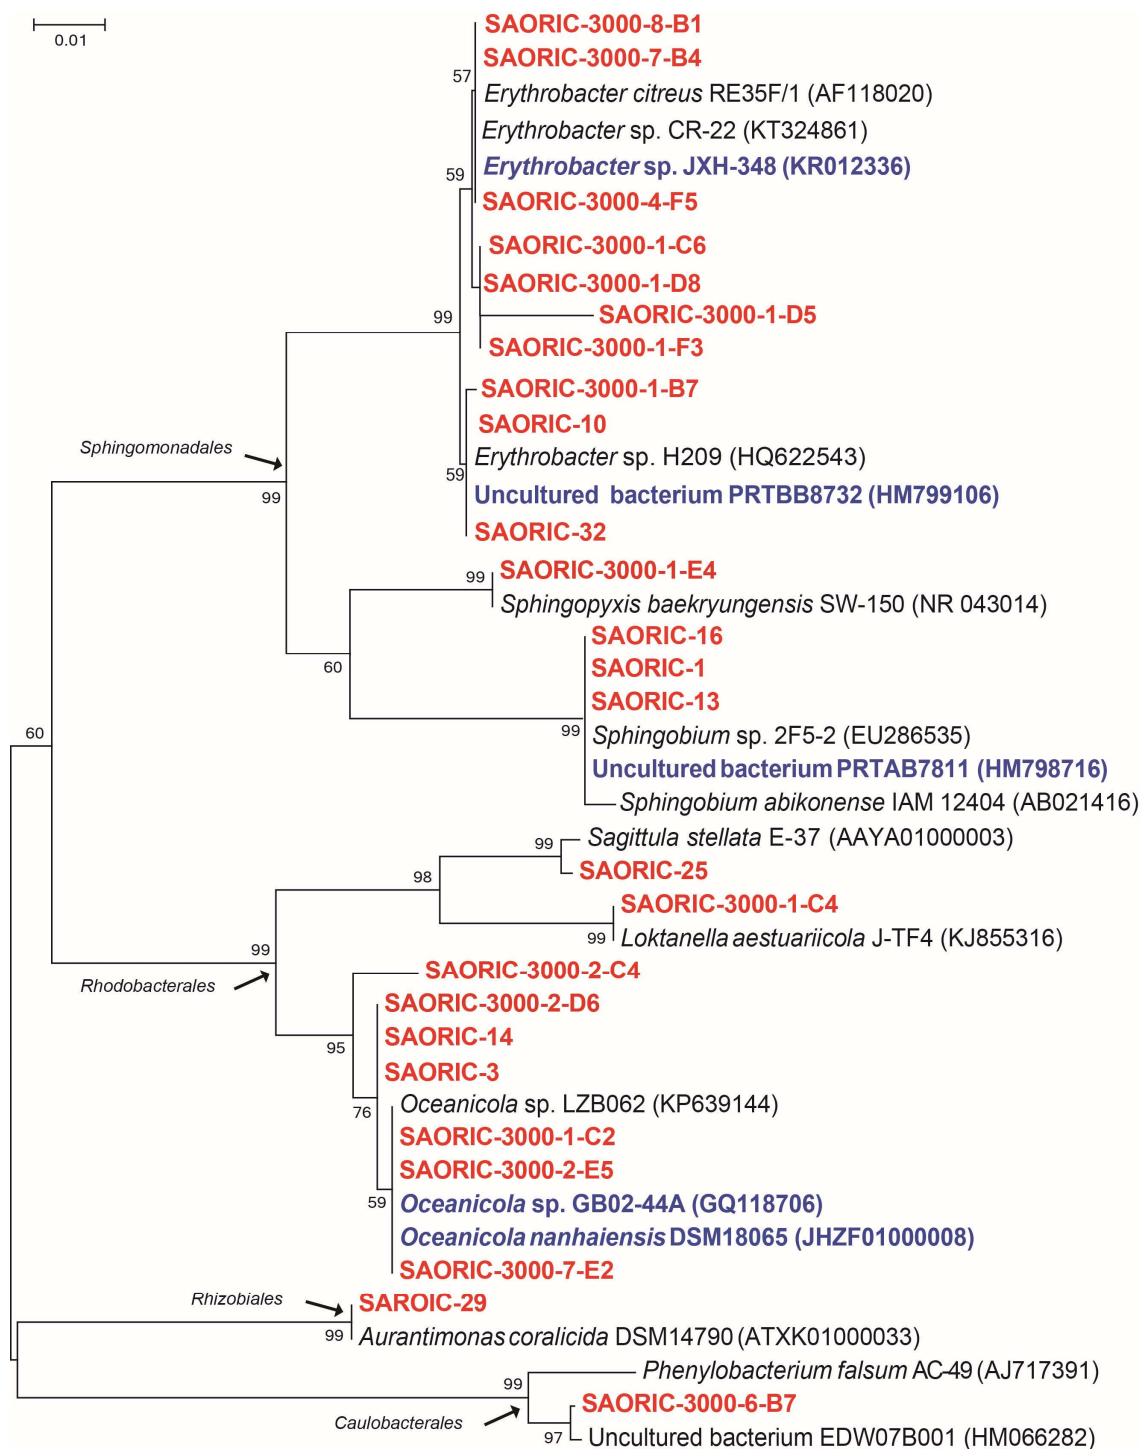 SAORIC-3000-8-B1
0.01
SAORIC-3000-7-B4
57
Erythrobacter citreus RE35F/1 (AF118020)
Erythrobacter sp. CR-22 (KT324861)
Erythrobacter sp. JXH-348 (KR012336)
59
SAORIC-3000-4-F5
SAORIC-3000-1-C6
SAORIC-3000-1-D8
SAORIC-3000-1-D5
99
SAORIC-3000-1-F3
SAORIC-3000-1-B7
SAORIC-10
Sphingomonadales
Erythrobacter sp. H209 (HQ622543)
59
Uncultured bacterium PRTBB8732 (HM799106)
99
SAORIC-32
SAORIC-3000-1-E4
99
Sphingopyxis baekryungensis SW-150 (NR 043014)
SAORIC-16
60
SAORIC-1
SAORIC-13
99
Sphingobium sp. 2F5-2 (EU286535)
60
Uncultured bacterium PRTAB7811 (HM798716)
Sphingobium abikonense IAM 12404 (AB021416)
Sagittula stellata E-37 (AAYA01000003)
99
SAORIC-25
98
SAORIC-3000-1-C4
99
Loktanella aestuariicola J-TF4 (KJ855316)
99
SAORIC-3000-2-C4
Rhodobacterales
SAORIC-3000-2-D6
SAORIC-14
95
SAORIC-3
Oceanicola sp. LZB062 (KP639144)
76
SAORIC-3000-1-C2
SAORIC-3000-2-E5
59
Oceanicola sp. GB02-44A (GQ118706)
Oceanicola nanhaiensis DSM18065 (JHZF01000008)
SAORIC-3000-7-E2
Rhizobiales
SAROIC-29
99
Aurantimonas coralicida DSM14790 (ATXK01000033)
Phenylobacterium falsum AC-49 (AJ717391)
99
SAORIC-3000-6-B7
Caulobacterales
97
Uncultured bacterium EDW07B001 (HM066282)